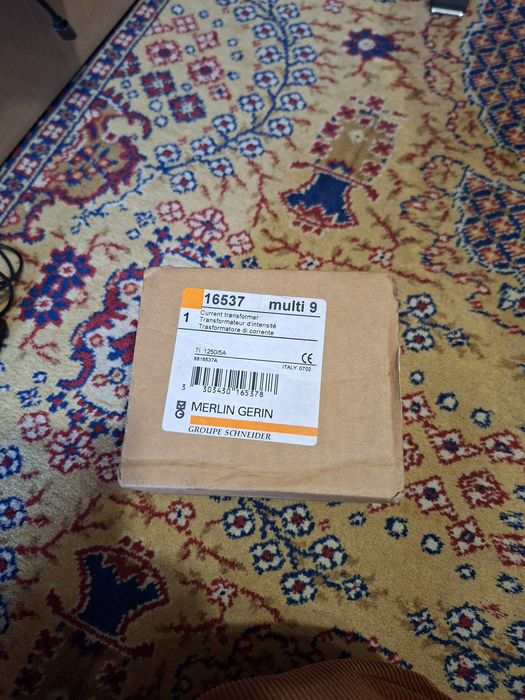 16537 multi 9
1 Current transformer
Transformateur d'intensité
Trasformatore di corrente
TI 1250/5A CE
8816537A ITALY 0702
3 303430 165378
MERLIN GERIN
GROUPE SCHNEIDER